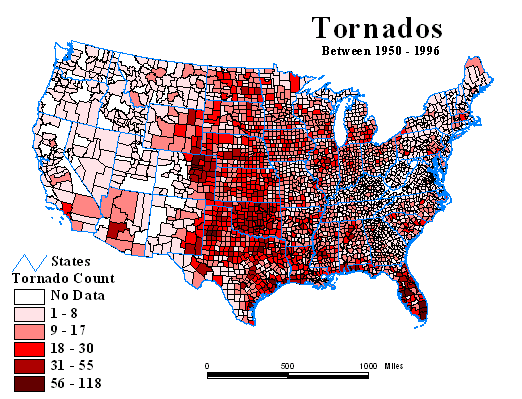 Tornados
Between 1950 - 1996
States
Tornado Count
No Data
1 - 8
9 - 17
18 - 30
31 - 55
56 - 118
0 500 1000 Miles